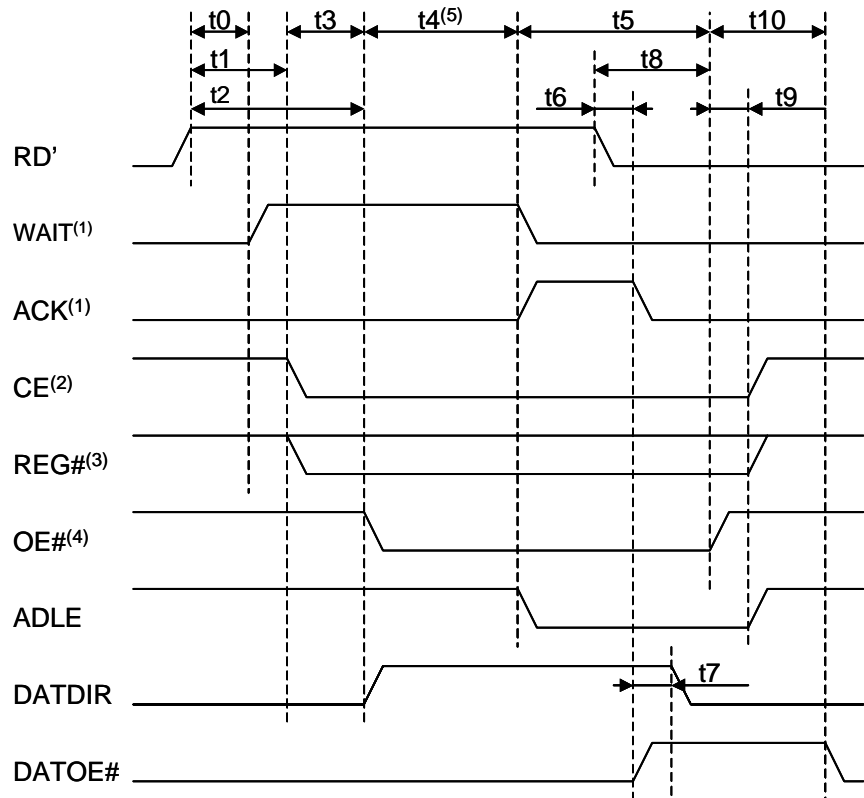 t0 t3 t4(5) t5 t10
t1 t8
t2 t6 t9
RD’
WAIT(1)
ACK(1)
CE(2)
REG#(3)
OE#(4)
ADLE
DATDIR t7
DATOE#